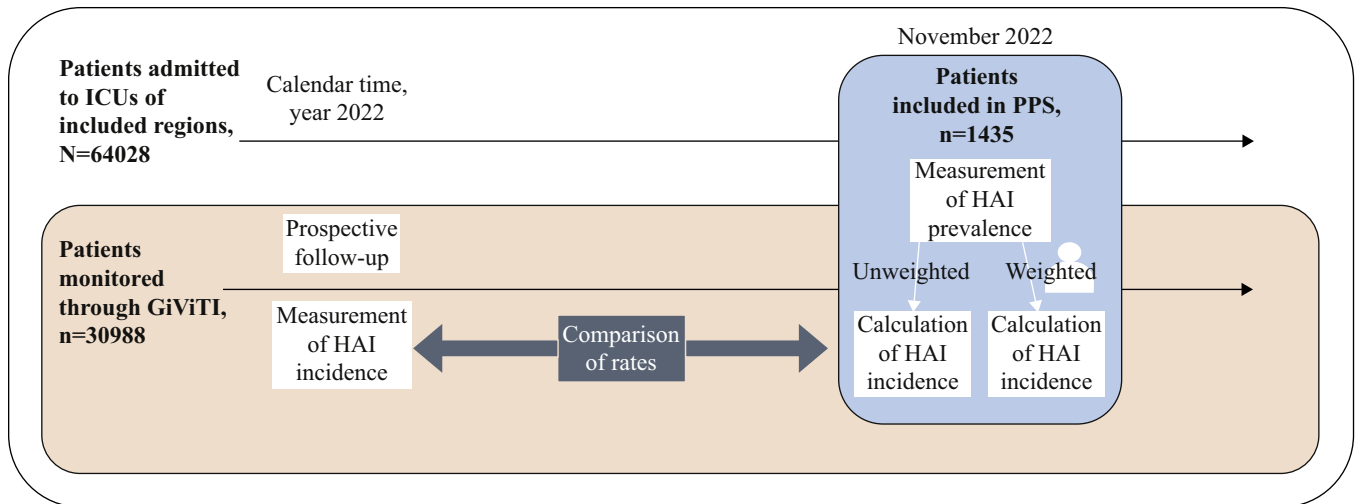 Patients admitted
to ICUs of
included regions,
N=64028
Calendar time,
year 2022
November 2022
Patients
included in PPS,
n=1435
Measurement
of HAI
prevalence
Unweighted
Weighted
Calculation
of HAI
incidence
Calculation
of HAI
incidence
Patients
monitored
through GiViTI,
n=30988
Prospective
follow-up
Measurement
of HAI
incidence
Comparison
of rates